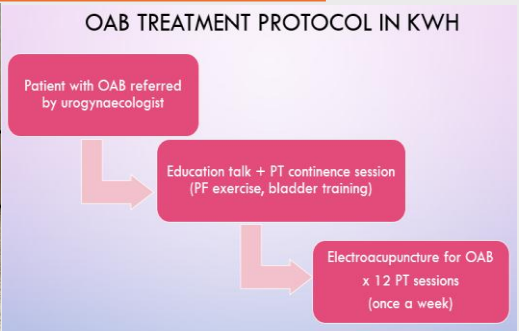 OAB TREATMENT PROTOCOL IN KWH
Patient with OAB referred
by urogynaecologist
Education talk + PT continence session
(PF exercise, bladder training)
Electroacupuncture for OAB
x 12 PT sessions
(once a week)